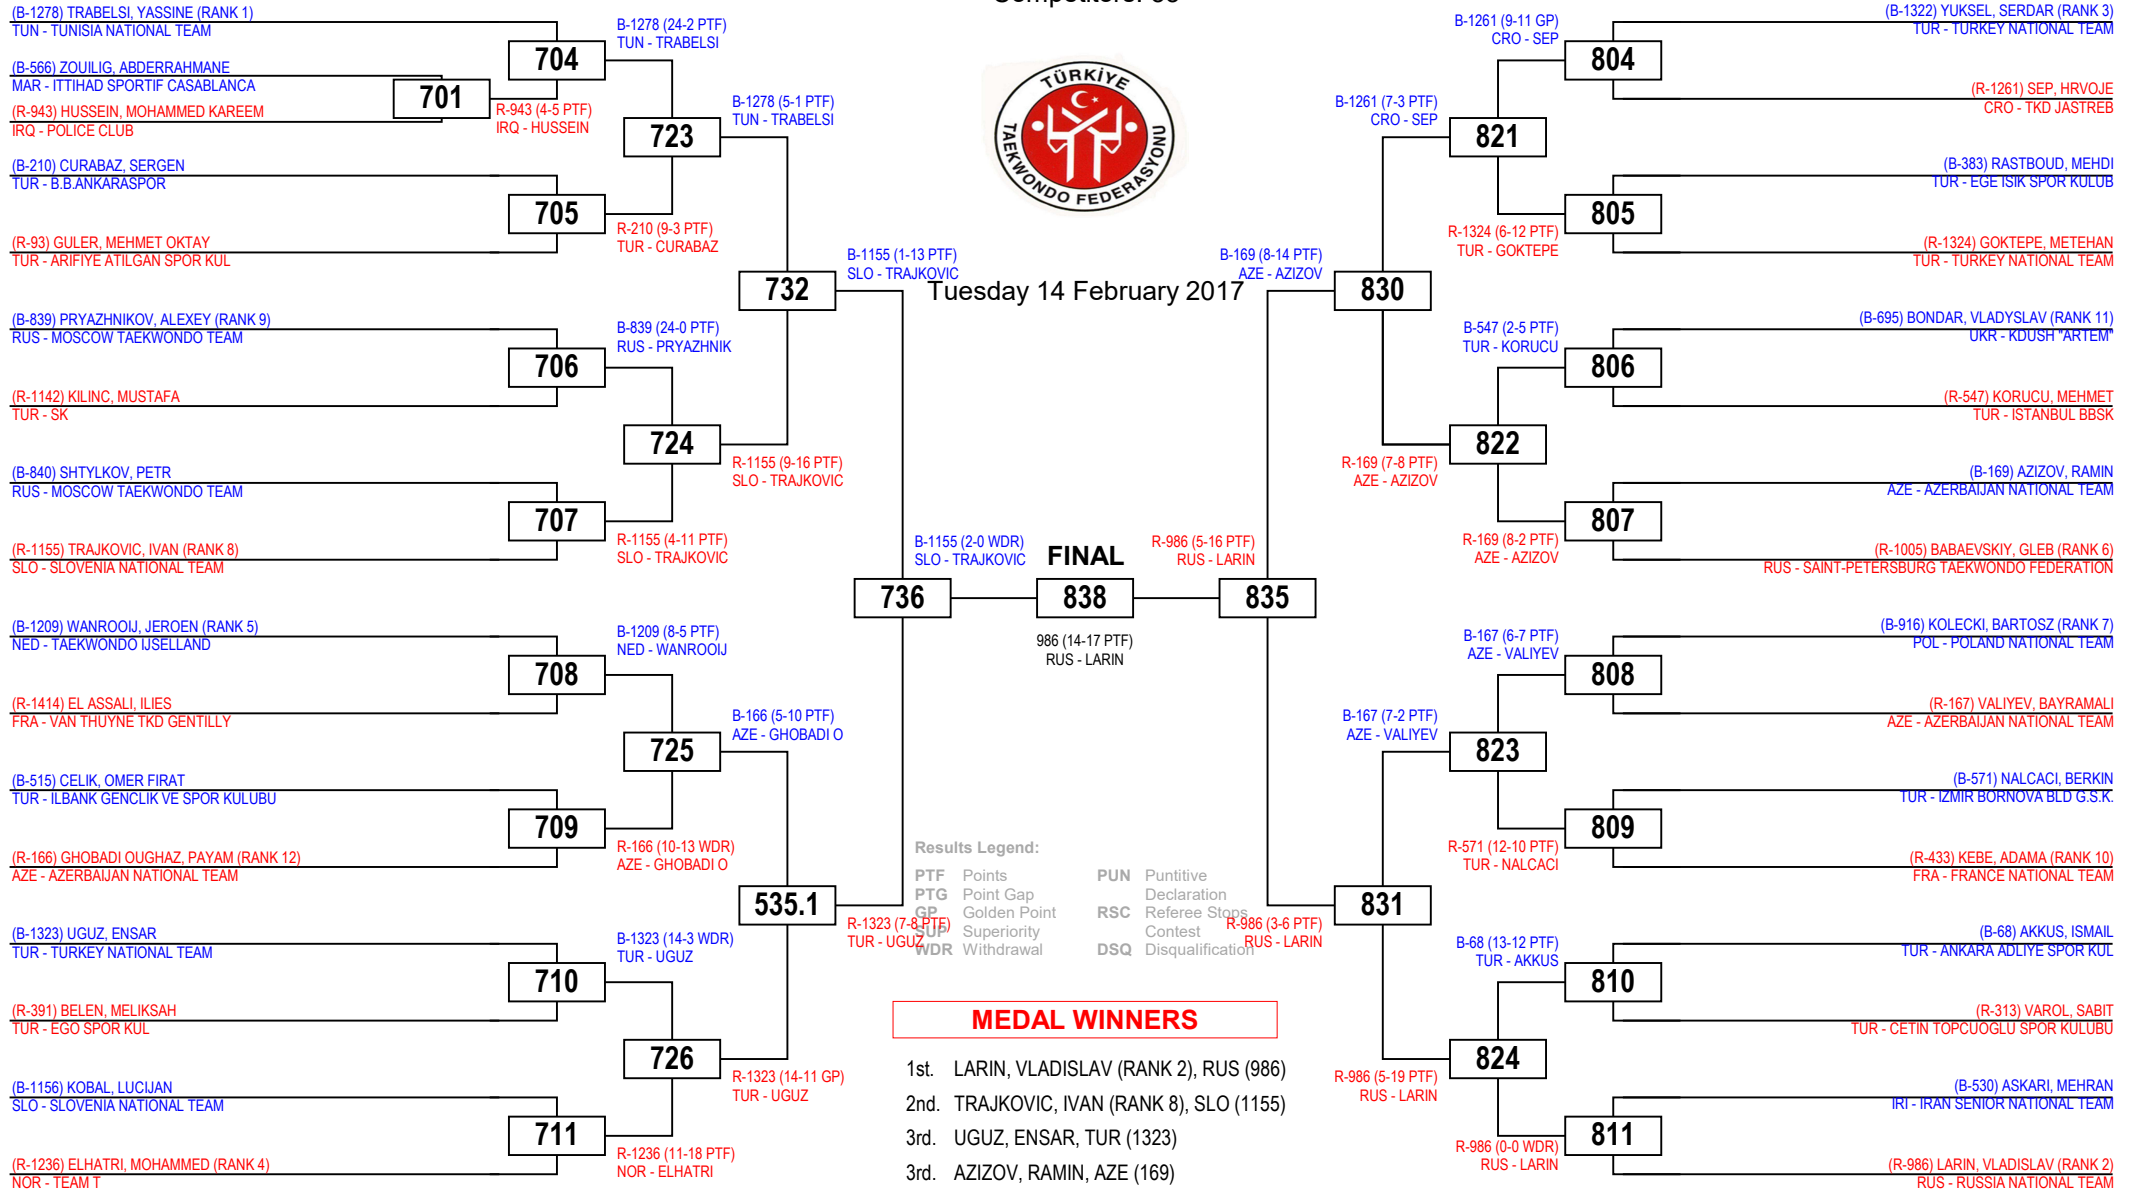 (B-1278) TRABELSI, YASSINE (RANK 1)
TUN - TUNISIA NATIONAL TEAM
(B-566) ZOUILIG, ABDERRAHMANE
MAR - ITTIHAD SPORTIF CASABLANCA
(R-943) HUSSEIN, MOHAMMED KAREEM
IRQ - POLICE CLUB
(B-210) CURABAZ, SERGEN
TUR - B.B.ANKARASPOR
(R-93) GULER, MEHMET OKTAY
TUR - ARIFIYE ATILGAN SPOR KUL
(B-839) PRYAZHNIKOV, ALEXEY (RANK 9)
RUS - MOSCOW TAEKWONDO TEAM
(R-1142) KILINC, MUSTAFA
TUR - SK
(B-840) SHTYLKOV, PETR
RUS - MOSCOW TAEKWONDO TEAM
(R-1155) TRAJKOVIC, IVAN (RANK 8)
SLO - SLOVENIA NATIONAL TEAM
(B-1209) WANROOIJ, JEROEN (RANK 5)
NED - TAEKWONDO IJSELLAND
(R-1414) EL ASSALI, ILIES
FRA - VAN THUYNE TKD GENTILLY
(B-515) CELIK, OMER FIRAT
TUR - ILBANK GENCLIK VE SPOR KULUBU
(R-166) GHOBADI OUGHAZ, PAYAM (RANK 12)
AZE - AZERBAIJAN NATIONAL TEAM
(B-1323) UGUZ, ENSAR
TUR - TURKEY NATIONAL TEAM
(R-391) BELEN, MELIKSAH
TUR - EGO SPOR KUL
(B-1156) KOBAL, LUCIJAN
SLO - SLOVENIA NATIONAL TEAM
(R-1236) ELHATRI, MOHAMMED (RANK 4)
NOR - TEAM T
701
R-943 (4-5 PTF)
IRQ - HUSSEIN
704
705
706
707
708
709
710
711
B-1278 (24-2 PTF)
TUN - TRABELSI
R-210 (9-3 PTF)
TUR - CURABAZ
B-839 (24-0 PTF)
RUS - PRYAZHNIK
R-1155 (4-11 PTF)
SLO - TRAJKOVIC
B-1209 (8-5 PTF)
NED - WANROOIJ
R-166 (10-13 WDR)
AZE - GHOBADI O
B-1323 (14-3 WDR)
TUR - UGUZ
R-1236 (11-18 PTF)
NOR - ELHATRI
723
724
725
726
B-1278 (5-1 PTF)
TUN - TRABELSI
R-1155 (9-16 PTF)
SLO - TRAJKOVIC
B-166 (5-10 PTF)
AZE - GHOBADI O
R-1323 (14-11 GP)
TUR - UGUZ
732
535.1
B-1155 (1-13 PTF)
SLO - TRAJKOVIC
R-1323 (7-8 PTF)
TUR - UGUZ
736
B-1155 (2-0 WDR)
SLO - TRAJKOVIC
TÜRKİYE
TAEKWONDO FEDERASYONU
Tuesday 14 February 2017
FINAL
838
986 (14-17 PTF)
RUS - LARIN
R-986 (5-16 PTF)
RUS - LARIN
835
B-169 (8-14 PTF)
AZE - AZIZOV
R-986 (3-6 PTF)
RUS - LARIN
830
831
B-1261 (7-3 PTF)
CRO - SEP
R-169 (7-8 PTF)
AZE - AZIZOV
B-167 (7-2 PTF)
AZE - VALIYEV
R-986 (5-19 PTF)
RUS - LARIN
821
822
823
824
B-1261 (9-11 GP)
CRO - SEP
R-1324 (6-12 PTF)
TUR - GOKTEPE
B-547 (2-5 PTF)
TUR - KORUCU
R-169 (8-2 PTF)
AZE - AZIZOV
B-167 (6-7 PTF)
AZE - VALIYEV
R-571 (12-10 PTF)
TUR - NALCACI
B-68 (13-12 PTF)
TUR - AKKUS
R-986 (0-0 WDR)
RUS - LARIN
804
805
806
807
808
809
810
811
(B-1322) YUKSEL, SERDAR (RANK 3)
TUR - TURKEY NATIONAL TEAM
(R-1261) SEP, HRVOJE
CRO - TKD JASTREB
(B-383) RASTBOUD, MEHDI
TUR - EGE ISIK SPOR KULUB
(R-1324) GOKTEPE, METEHAN
TUR - TURKEY NATIONAL TEAM
(B-695) BONDAR, VLADYSLAV (RANK 11)
UKR - KDUSH "ARTEM"
(R-547) KORUCU, MEHMET
TUR - ISTANBUL BBSK
(B-169) AZIZOV, RAMIN
AZE - AZERBAIJAN NATIONAL TEAM
(R-1005) BABAEVSKIY, GLEB (RANK 6)
RUS - SAINT-PETERSBURG TAEKWONDO FEDERATION
(B-916) KOLECKI, BARTOSZ (RANK 7)
POL - POLAND NATIONAL TEAM
(R-167) VALIYEV, BAYRAMALI
AZE - AZERBAIJAN NATIONAL TEAM
(B-571) NALCACI, BERKIN
TUR - IZMIR BORNOVA BLD G.S.K.
(R-433) KEBE, ADAMA (RANK 10)
FRA - FRANCE NATIONAL TEAM
(B-68) AKKUS, ISMAIL
TUR - ANKARA ADLIYE SPOR KUL
(R-313) VAROL, SABIT
TUR - CETIN TOPCUOGLU SPOR KULUBU
(B-530) ASKARI, MEHRAN
IRI - IRAN SENIOR NATIONAL TEAM
(R-986) LARIN, VLADISLAV (RANK 2)
RUS - RUSSIA NATIONAL TEAM
Results Legend:
PTF Points
PTG Point Gap
GP Golden Point
SUP Superiority
WDR Withdrawal
PUN Puntitive
Declaration
RSC Referee Stops
Contest
DSQ Disqualification
MEDAL WINNERS
1st. LARIN, VLADISLAV (RANK 2), RUS (986)
2nd. TRAJKOVIC, IVAN (RANK 8), SLO (1155)
3rd. UGUZ, ENSAR, TUR (1323)
3rd. AZIZOV, RAMIN, AZE (169)